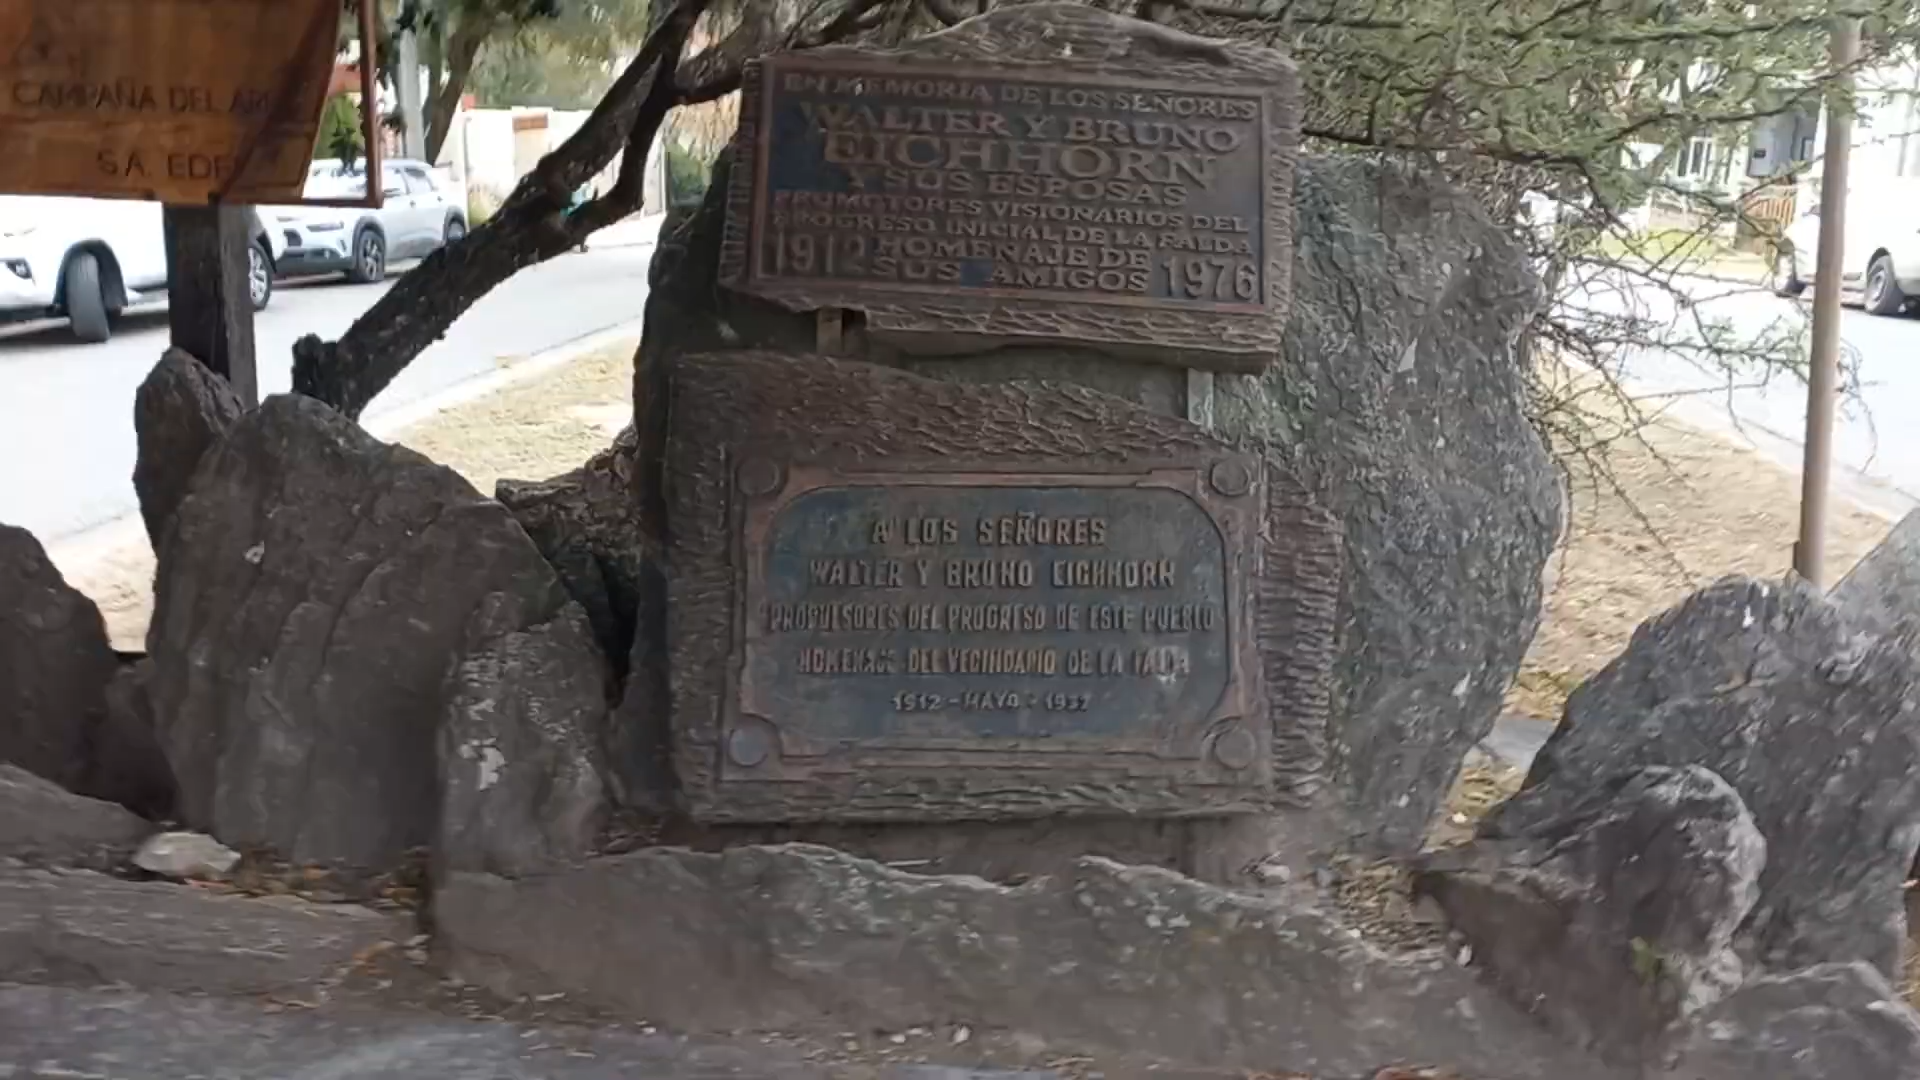 CAMPAÑA DEL
S.A. EDEN
EN MEMORIA DE LOS SEÑORES
WALTER Y BRUNO
EICHHORN
Y SUS ESPOSAS
PROMOTORES VISIONARIOS DEL
PROGRESO INICIAL DE LA FALDA
1912 HOMENAJE DE 1976
SUS AMIGOS
A LOS SEÑORES
WALTER Y BRUNO EICHHORN
PROPULSORES DEL PROGRESO DE ESTE PUEBLO
HOMENAJE DEL VECINDARIO DE LA FALDA
1912 - MAYO - 1937